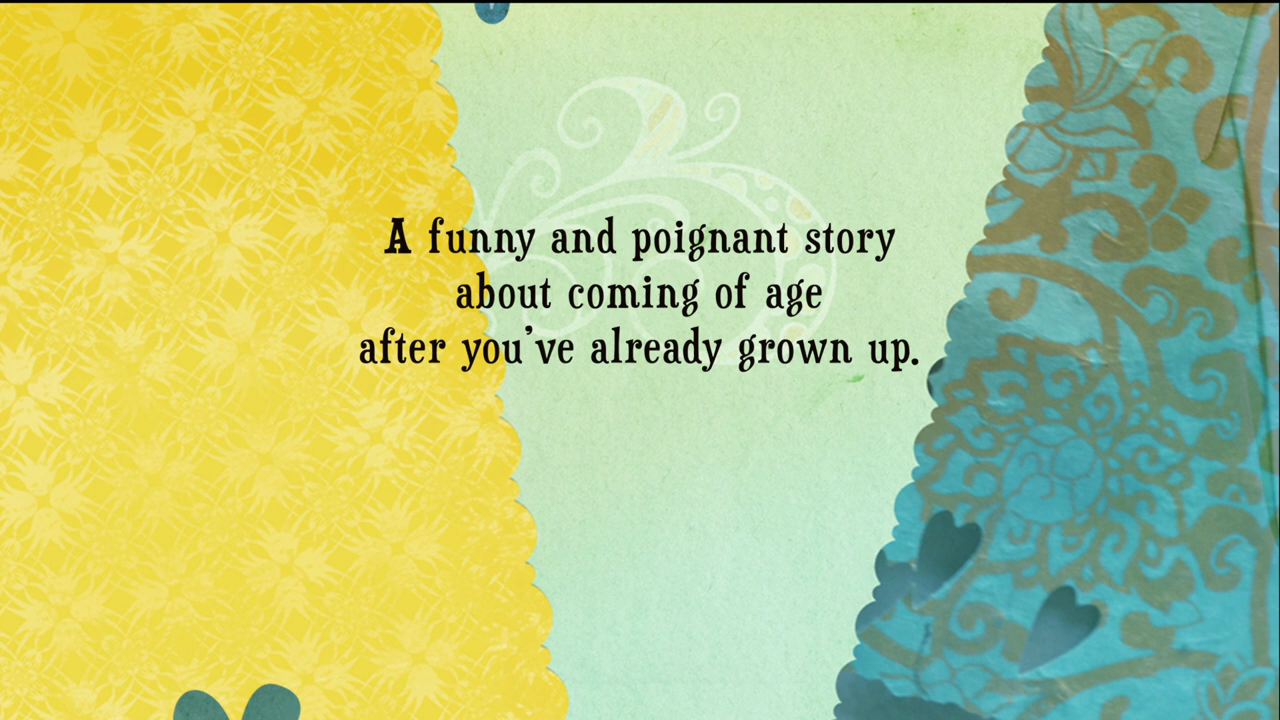 A funny and poignant story
about coming of age
after you've already grown up.